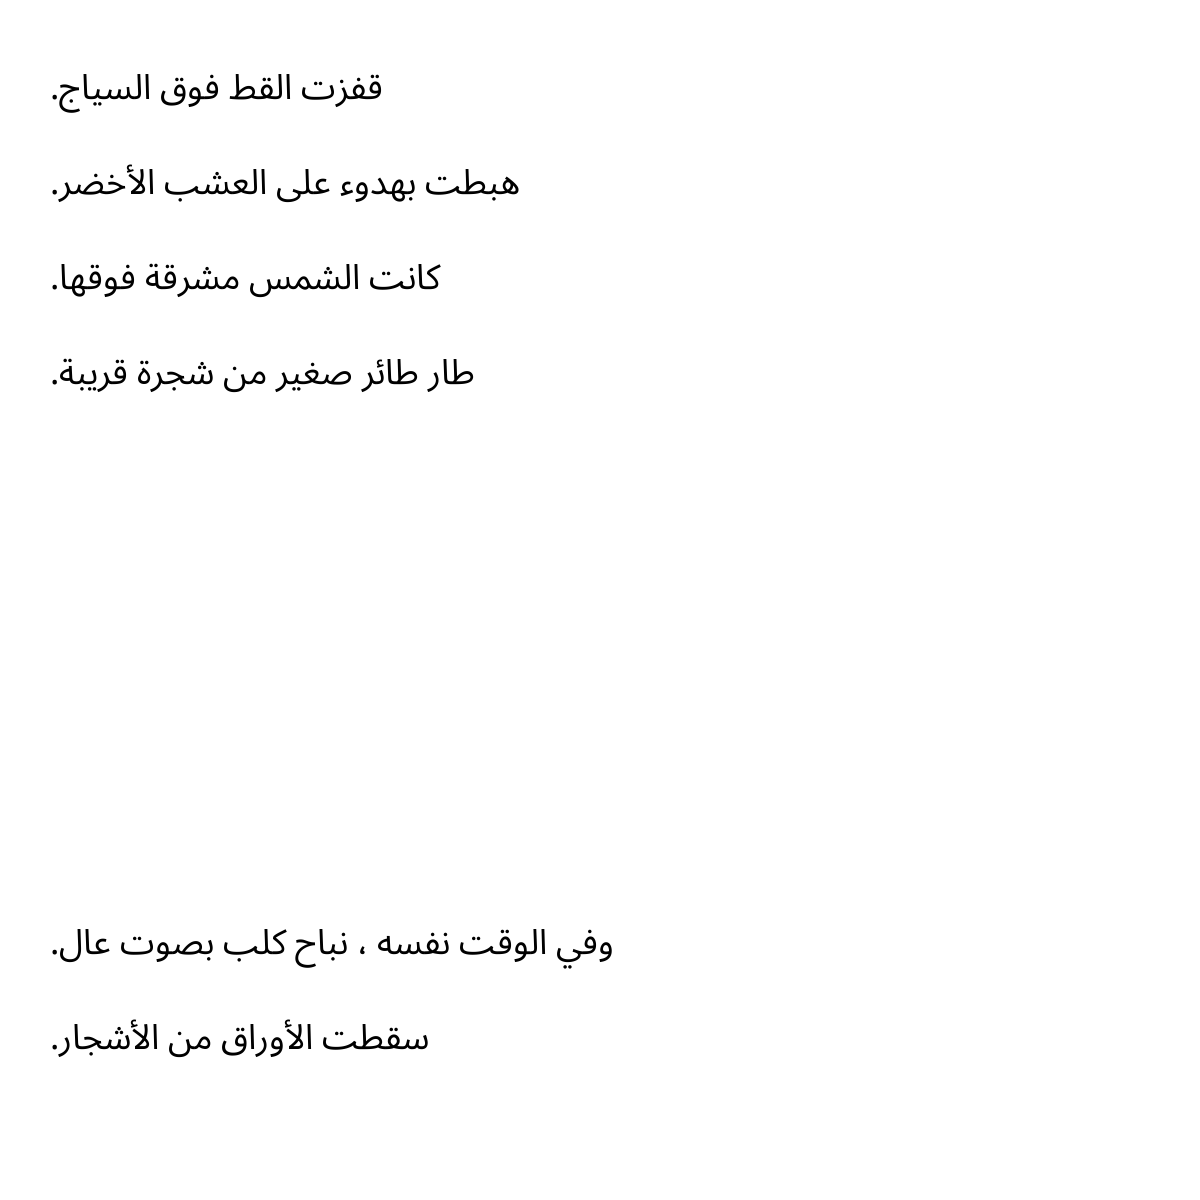 قفزت القط فوق السياج.
هبطت بهدوء على العشب الأخضر.
كانت الشمس مشرقة فوقها.
طار طائر صغير من شجرة قريبة.
وفي الوقت نفسه ، نباح كلب بصوت عال.
سقطت الأوراق من الأشجار.